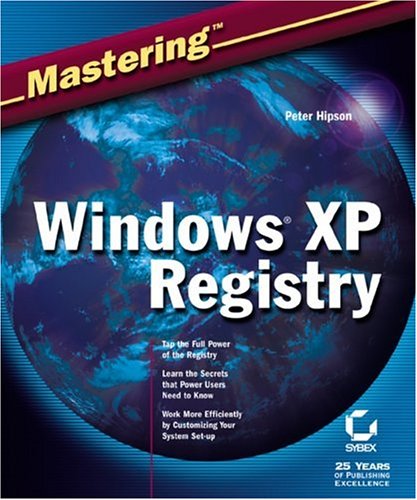 Mastering™
Peter Hipson
Windows® XP
Registry
Tap the Full Power
of the Registry
Learn the Secrets
that Power Users
Need to Know
Work More Efficiently
by Customizing Your
System Set-up
SYBEX
25 YEARS
OF PUBLISHING
EXCELLENCE